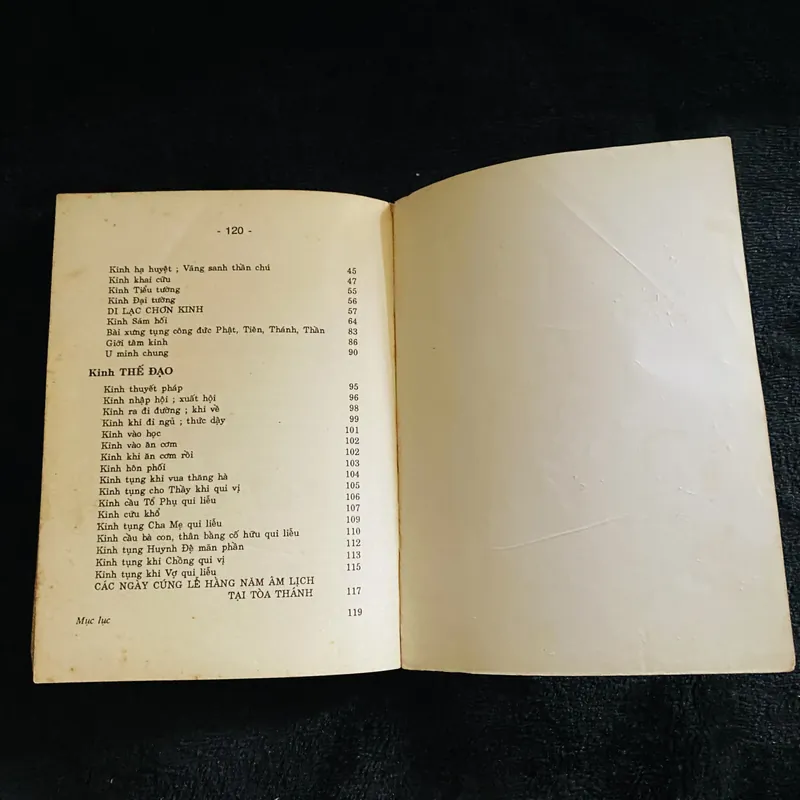 - 120 -
Kinh hạ huyệt ; Vãng sanh thần chú 45
Kinh khai cửu 47
Kinh Tiểu tường 55
Kinh Đại tường 56
DI LẠC CHƠN KINH 57
Kinh Sám hối 64
Bài xưng tụng công đức Phật, Tiên, Thánh, Thần 83
Giới tâm kinh 86
U minh chung 90
Kinh THẾ ĐẠO
Kinh thuyết pháp 95
Kinh nhập hội ; xuất hội 96
Kinh ra đi đường ; khi về 98
Kinh khi đi ngủ ; thức dậy 99
Kinh vào học 101
Kinh vào ăn cơm 102
Kinh khi ăn cơm rồi 102
Kinh hôn phối 103
Kinh tụng khi vua thăng hà 104
Kinh tụng cho Thầy khi qui vị 105
Kinh cầu Tổ Phụ qui liễu 106
Kinh cứu khổ 107
Kinh tụng Cha Mẹ qui liễu 109
Kinh cầu bà con, thân bằng cố hữu qui liễu 110
Kinh tụng Huynh Đệ mãn phần 112
Kinh tụng khi Chồng qui vị 113
Kinh tụng khi Vợ qui liễu 115
CÁC NGÀY CÚNG LỄ HÀNG NĂM ÂM LỊCH
TẠI TÒA THÁNH 117
Mục lục 119